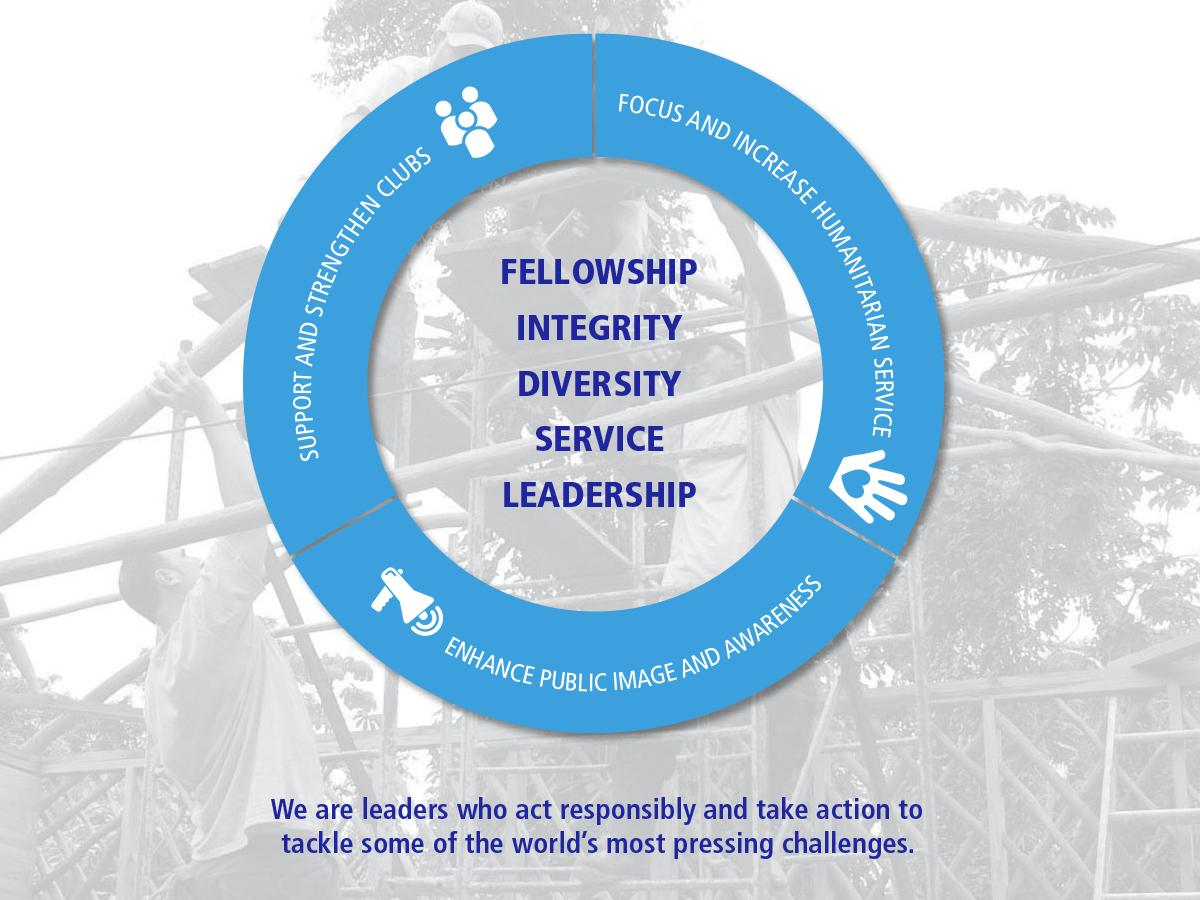 SUPPORT AND STRENGTHEN CLUBS
FOCUS AND INCREASE HUMANITARIAN SERVICE
FELLOWSHIP
INTEGRITY
DIVERSITY
SERVICE
LEADERSHIP
ENHANCE PUBLIC IMAGE AND AWARENESS
We are leaders who act responsibly and take action to
tackle some of the world’s most pressing challenges.